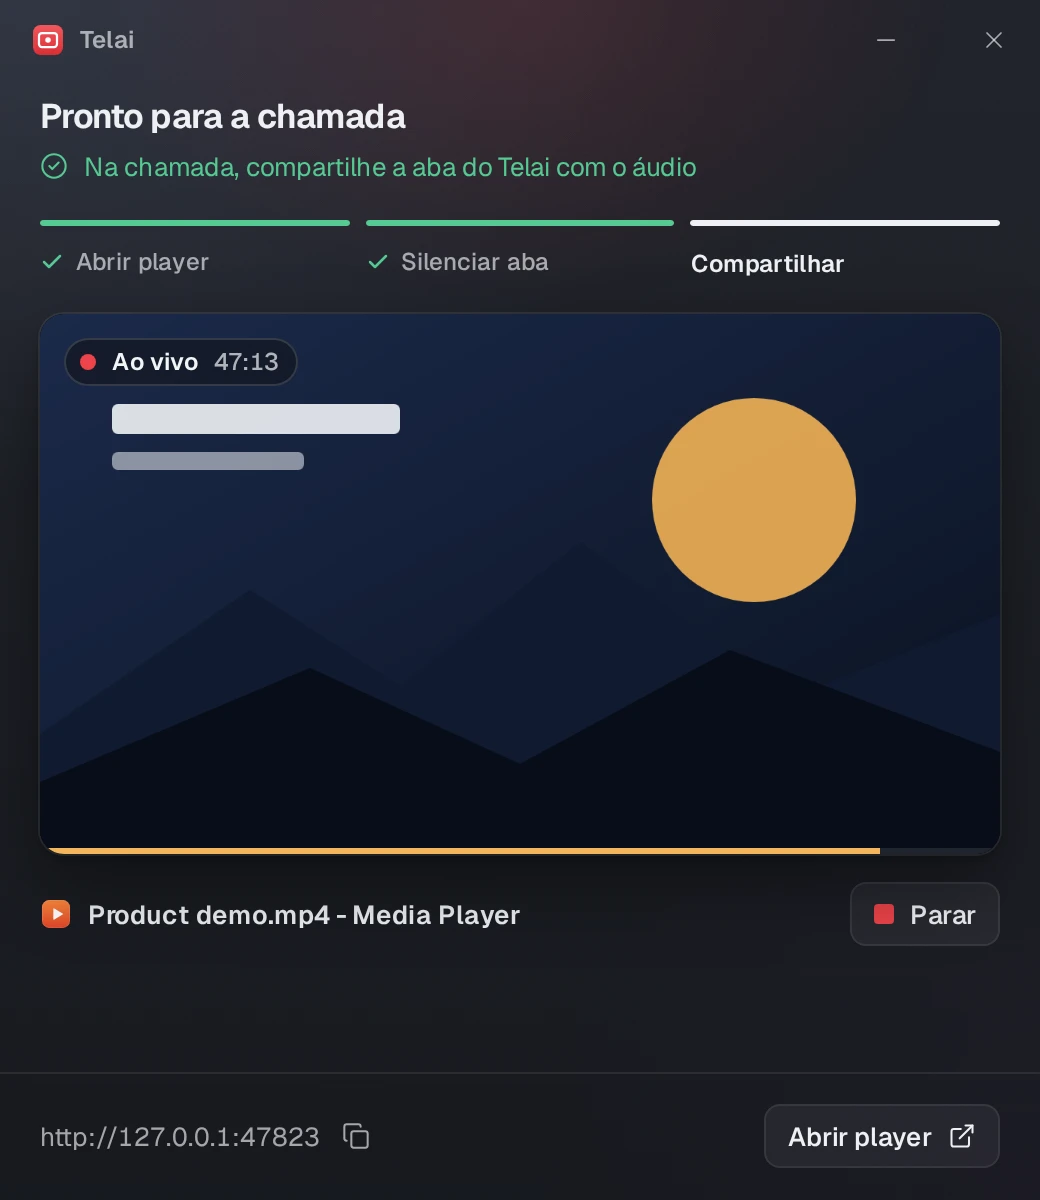 Telai
Pronto para a chamada
Na chamada, compartilhe a aba do Telai com o áudio
Abrir player
Silenciar aba
Compartilhar
Ao vivo 47:13
Product demo.mp4 - Media Player
Parar
http://127.0.0.1:47823
Abrir player